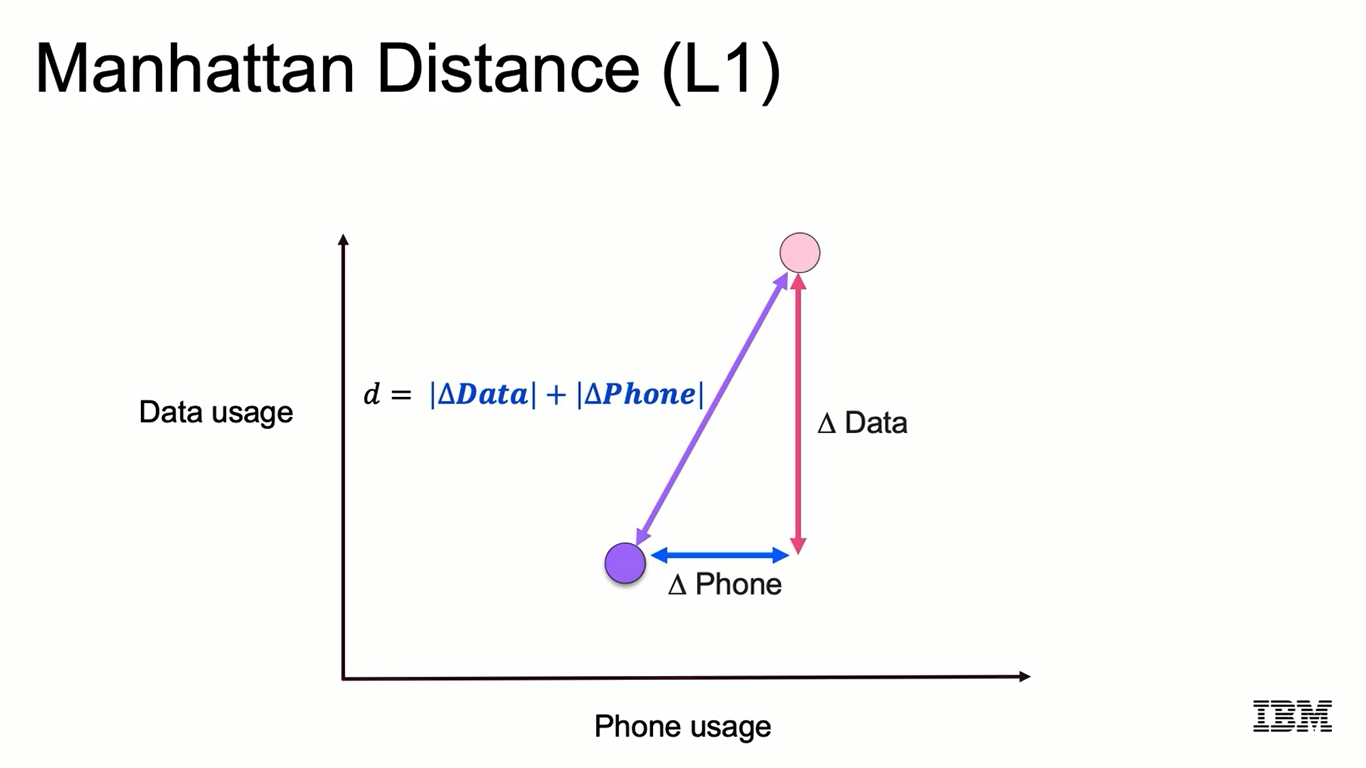 Manhattan Distance (L1)
Data usage
d = |ΔData| + |ΔPhone|
Δ Data
Δ Phone
Phone usage
IBM